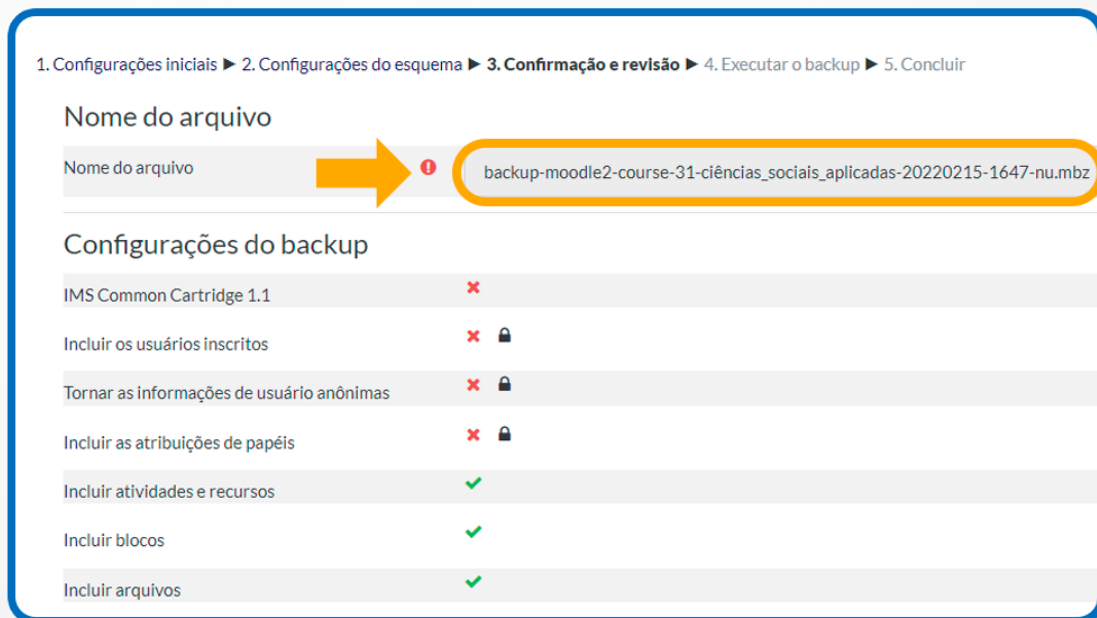 1. Configurações iniciais ► 2. Configurações do esquema ► 3. Confirmação e revisão ► 4. Executar o backup ► 5. Concluir
Nome do arquivo
Nome do arquivo backup-moodle2-course-31-ciências_sociais_aplicadas-20220215-1647-nu.mbz
Configurações do backup
IMS Common Cartridge 1.1
Incluir os usuários inscritos
Tornar as informações de usuário anônimas
Incluir as atribuições de papéis
Incluir atividades e recursos
Incluir blocos
Incluir arquivos